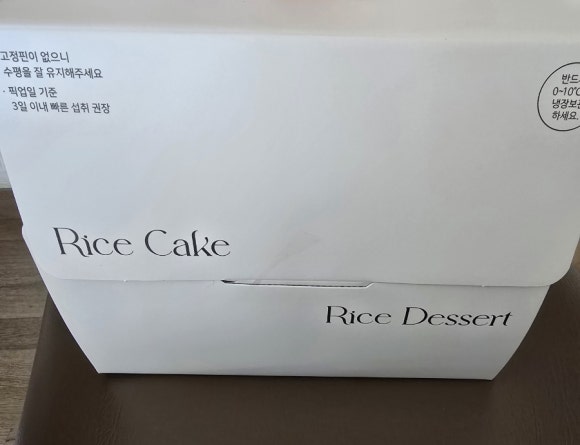 고정핀이 없으니
수평을 잘 유지해주세요
· 픽업일 기준
3일 이내 빠른 섭취 권장
반드
0~10℃
냉장보관
하세요.
Rice Cake
Rice Dessert